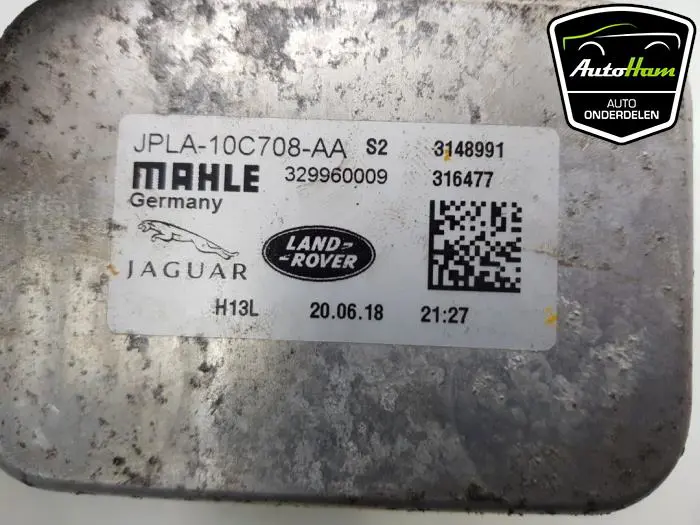 AutoHam
AUTO
ONDERDELEN
JPLA-10C708-AA S2 3148991
MAHLE 329960009 316477
Germany
JAGUAR
LAND-
-ROVER
H13L 20.06.18 21:27